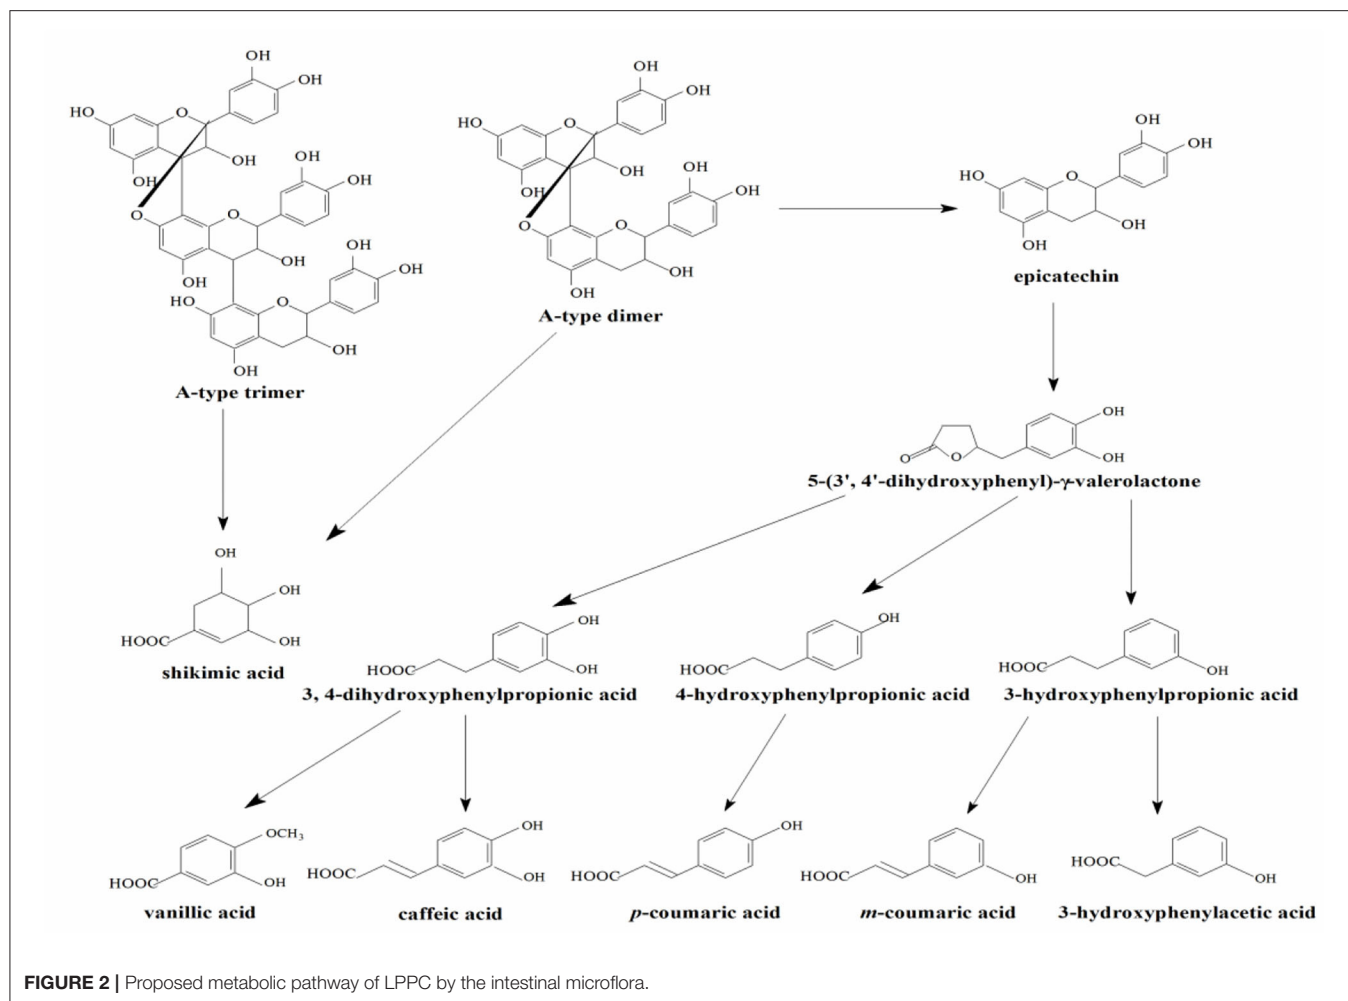 OH
OH
HO
O
OH
OH
OH
OH
O
O
OH
OH
OH
OH
HO
O
OH
OH
A-type trimer
OH
OH
HO
O
OH
OH
OH
OH
O
O
OH
OH
A-type dimer
OH
OH
HO
O
OH
OH
epicatechin
OH
OH
O
O
5-(3', 4'-dihydroxyphenyl)-γ-valerolactone
OH
OH
OH
HOOC
shikimic acid
OH
OH
HOOC
3, 4-dihydroxyphenylpropionic acid
OH
HOOC
4-hydroxyphenylpropionic acid
HOOC
OH
3-hydroxyphenylpropionic acid
OCH3
OH
HOOC
vanillic acid
OH
HOOC
OH
caffeic acid
OH
HOOC
p-coumaric acid
HOOC
OH
m-coumaric acid
HOOC
OH
3-hydroxyphenylacetic acid
FIGURE 2 | Proposed metabolic pathway of LPPC by the intestinal microflora.